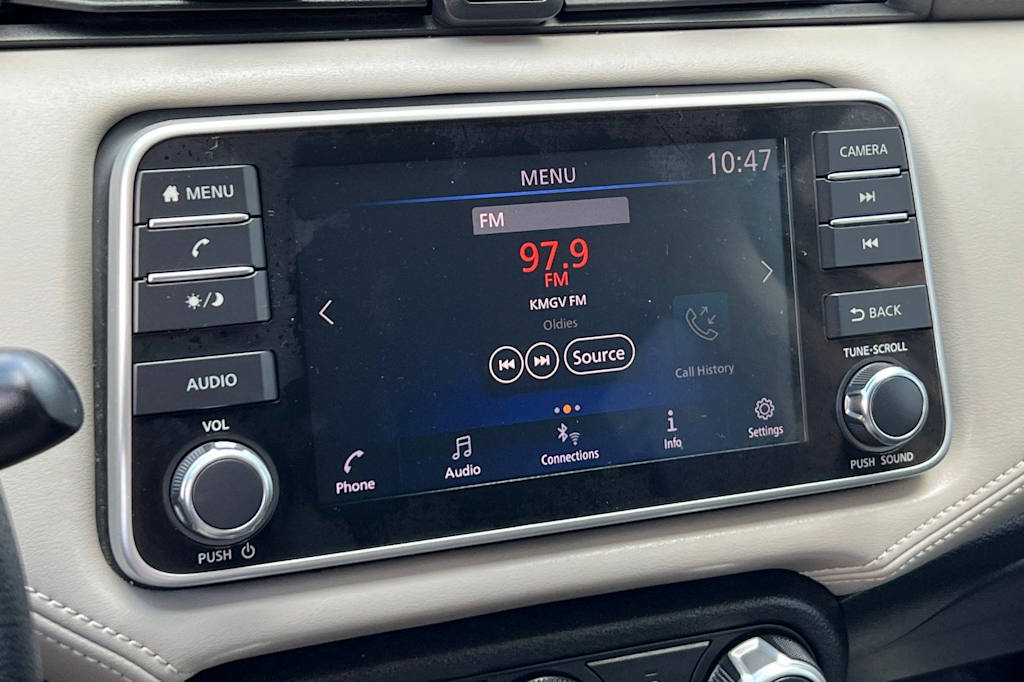 MENU
AUDIO
VOL
PUSH
MENU
10:47
FM
97.9
FM
KMGV FM
Oldies
Source
Call History
Phone
Audio
Connections
Info
Settings
CAMERA
BACK
TUNE·SCROLL
PUSH SOUND